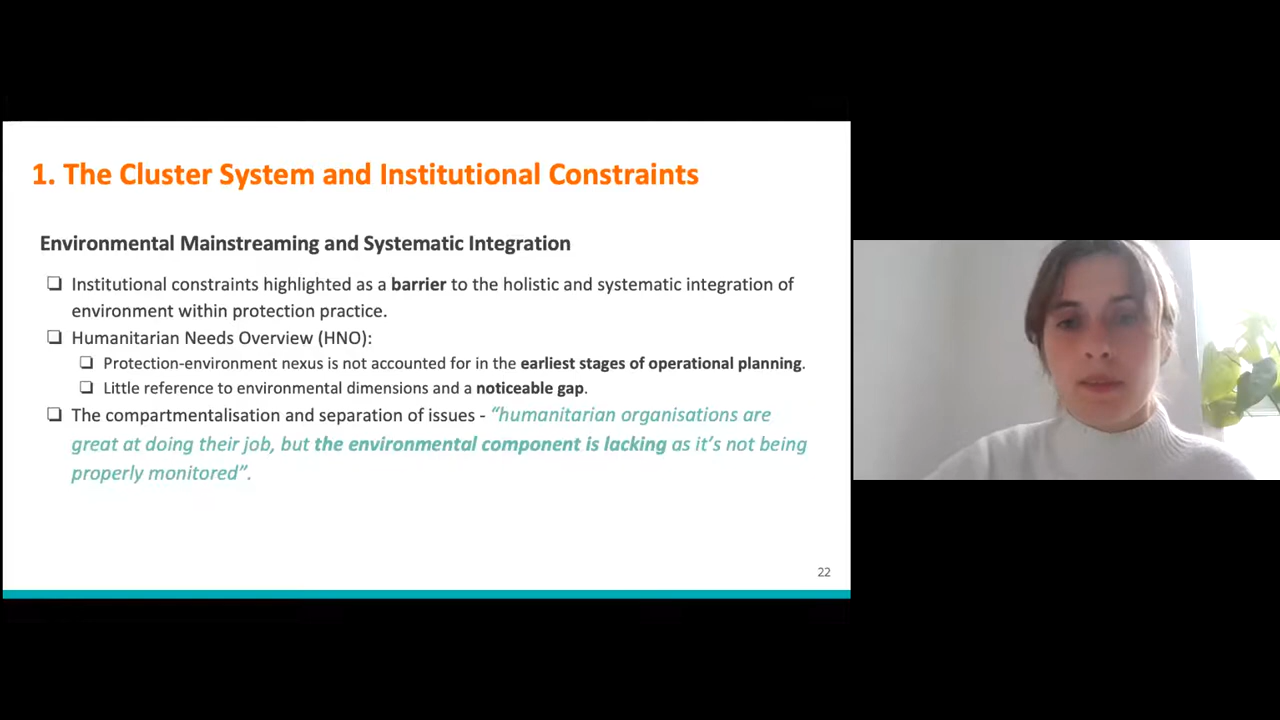 1. The Cluster System and Institutional Constraints
Environmental Mainstreaming and Systematic Integration
❑ Institutional constraints highlighted as a barrier to the holistic and systematic integration of
environment within protection practice.
❑ Humanitarian Needs Overview (HNO):
❑ Protection-environment nexus is not accounted for in the earliest stages of operational planning.
❑ Little reference to environmental dimensions and a noticeable gap.
❑ The compartmentalisation and separation of issues - “humanitarian organisations are
great at doing their job, but the environmental component is lacking as it’s not being
properly monitored”.
22